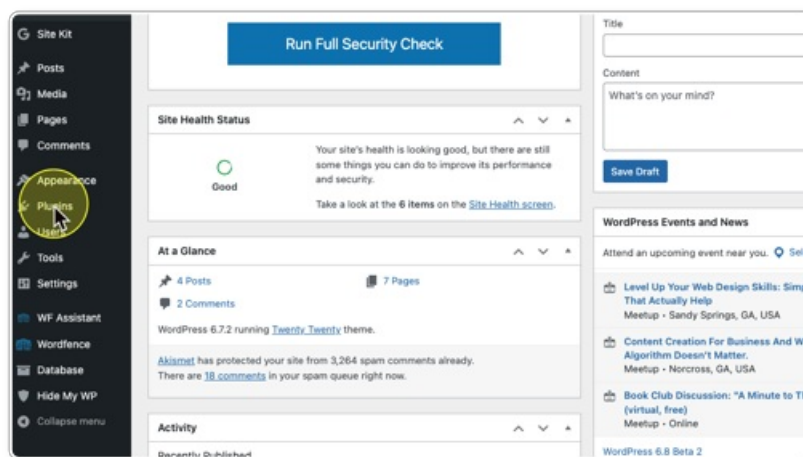 Site Kit
Posts
Media
Pages
Comments
Appearance
Plugins
Users
Tools
Settings
WF Assistant
Wordfence
Database
Hide My WP
Collapse menu
Run Full Security Check
Site Health Status
Good
Your site's health is looking good, but there are still
some things you can do to improve its performance
and security.
Take a look at the 6 items on the Site Health screen.
At a Glance
4 Posts
7 Pages
2 Comments
WordPress 6.7.2 running Twenty Twenty theme.
Akismet has protected your site from 3,264 spam comments already.
There are 18 comments in your spam queue right now.
Activity
Recently Published
Title
Content
What's on your mind?
Save Draft
WordPress Events and News
Attend an upcoming event near you.
Level Up Your Web Design Skills:
That Actually Help
Meetup • Sandy Springs, GA, USA
Content Creation For Business And
Algorithm Doesn't Matter.
Meetup • Norcross, GA, USA
Book Club Discussion: "A Minute to
(virtual, free)
Meetup • Online
WordPress 6.8 Beta 2